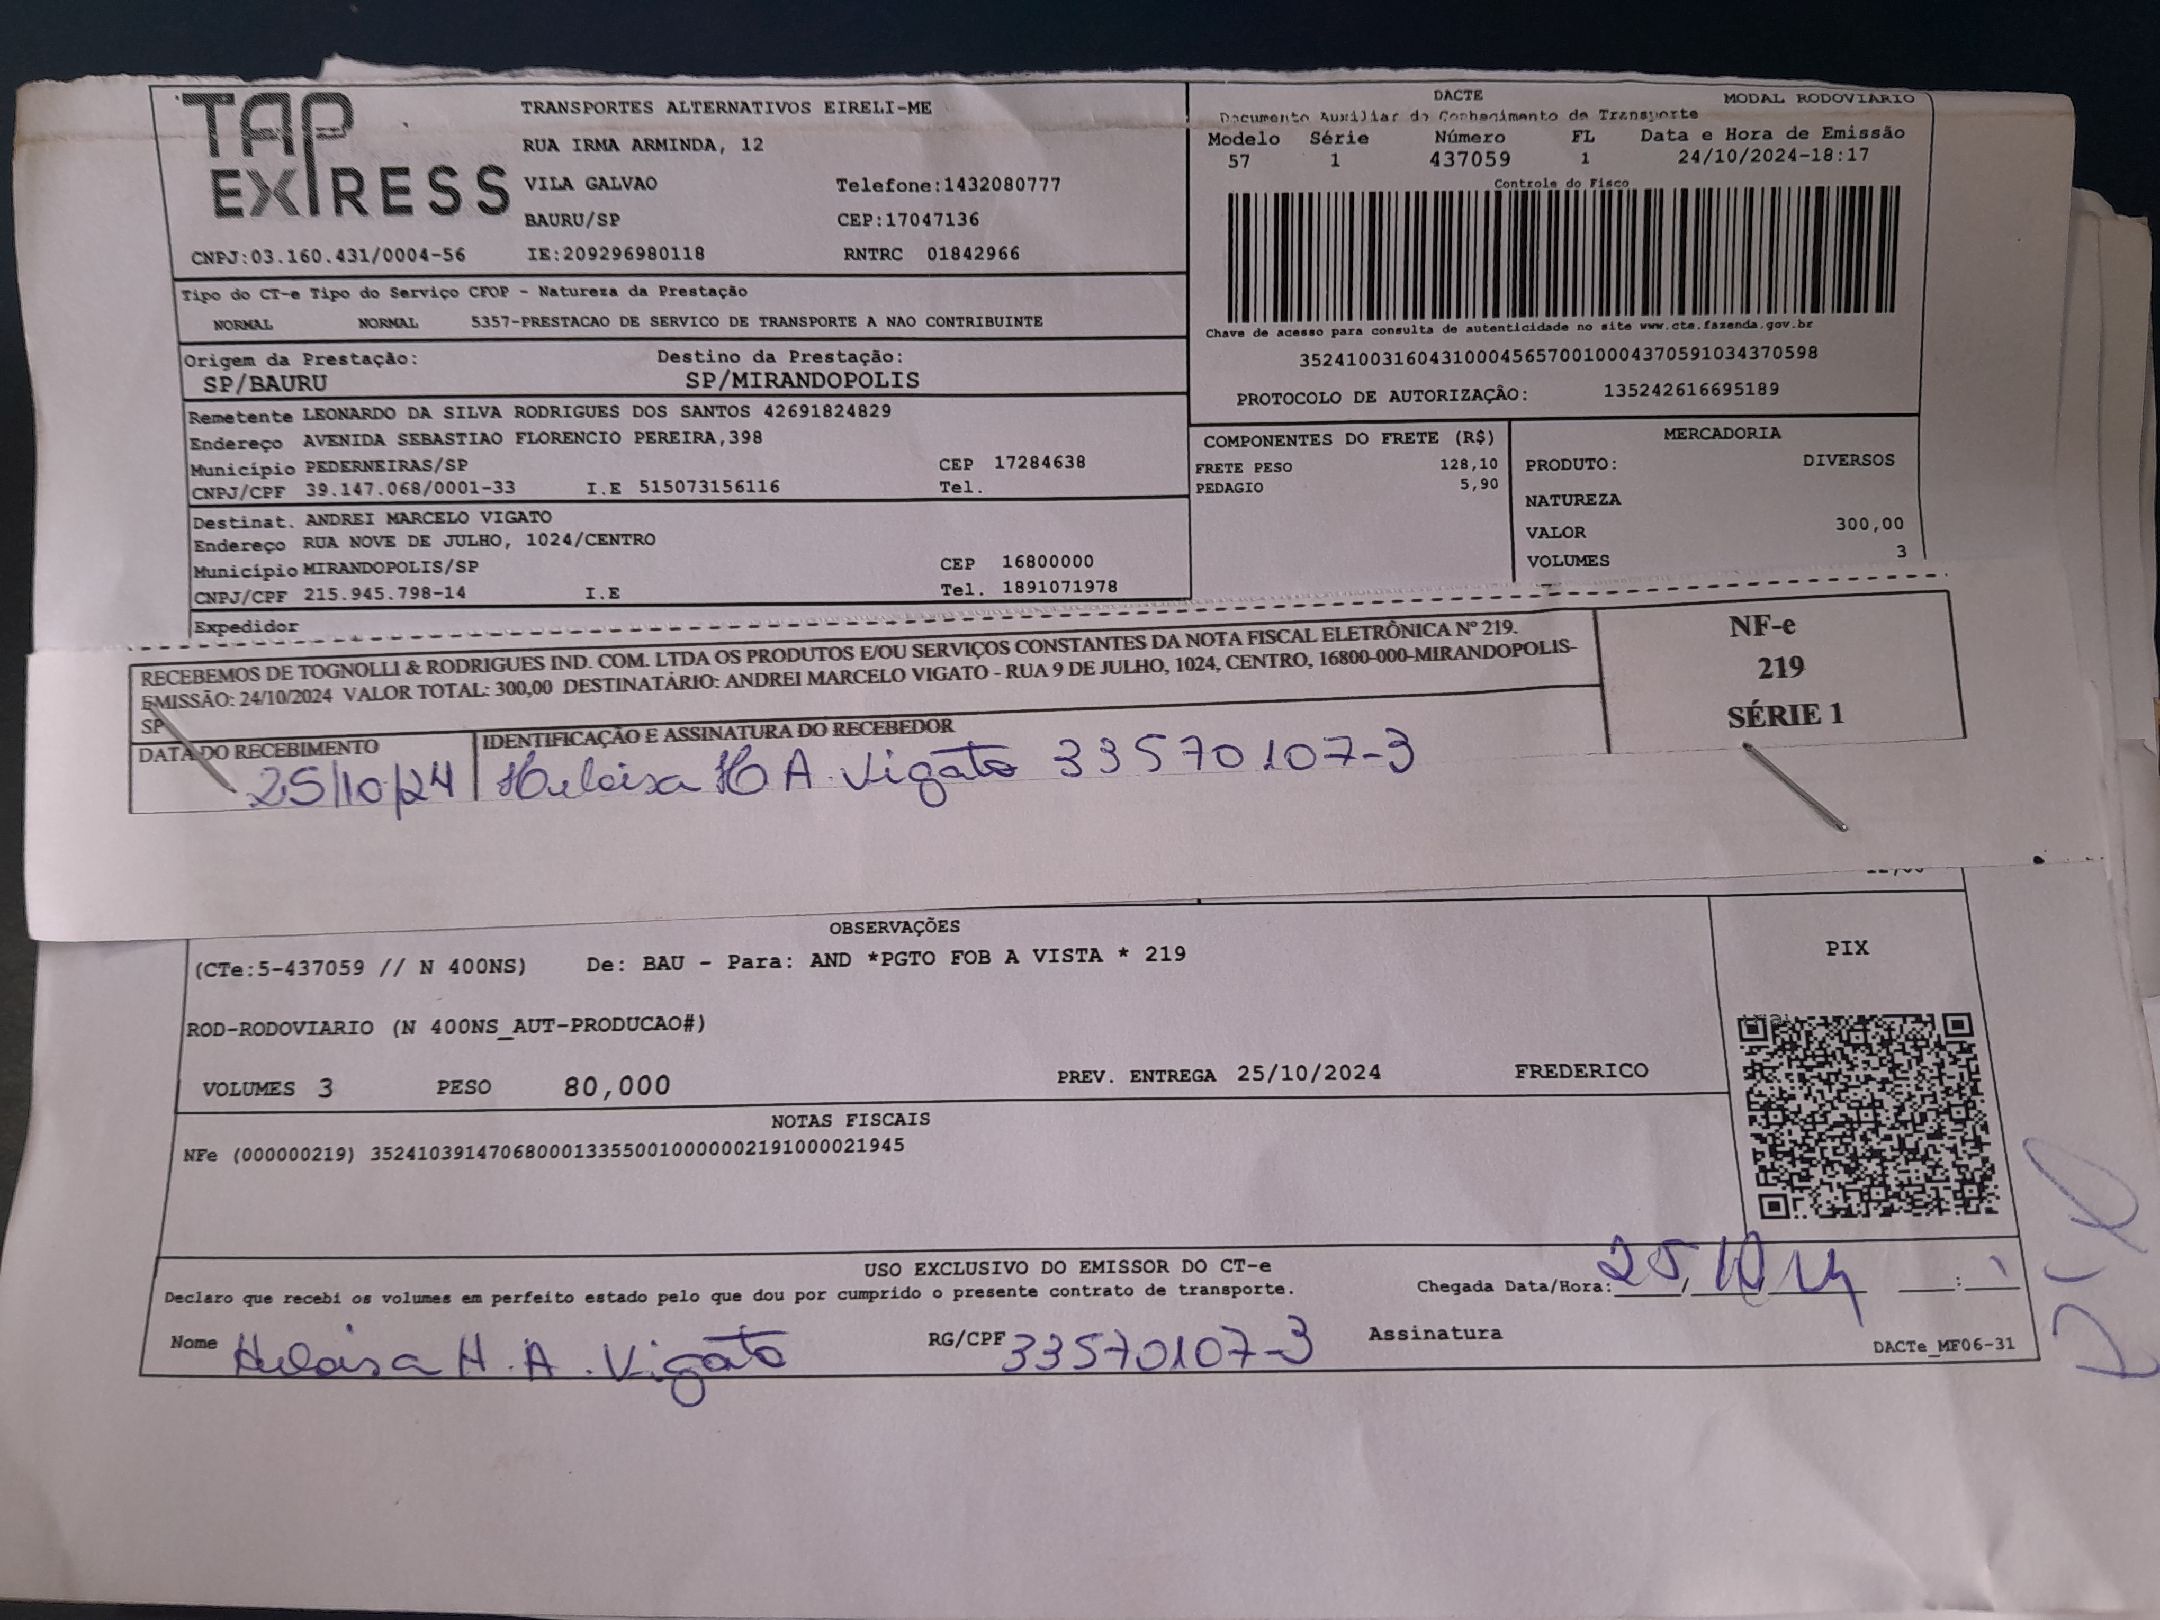 TAP EXPRESS
TRANSPORTES ALTERNATIVOS EIRELI-ME
RUA IRMA ARMINDA, 12
VILA GALVAO Telefone:1432080777
BAURU/SP CEP:17047136
CNPJ:03.160.431/0004-56 IE:209296980118 RNTRC 01842966
DACTE MODAL RODOVIARIO
Documento Auxiliar do Conhecimento de Transporte
Modelo Série Número FL Data e Hora de Emissão
57 1 437059 1 24/10/2024-18:17
Controle do Fisco
Chave de acesso para consulta de autenticidade no site www.cte.fazenda.gov.br
35241003160431000456570010004370591034370598
PROTOCOLO DE AUTORIZAÇÃO: 135242616695189
Tipo do CT-e Tipo do Serviço CFOP - Natureza da Prestação
NORMAL NORMAL 5357-PRESTACAO DE SERVICO DE TRANSPORTE A NAO CONTRIBUINTE
Origem da Prestação: Destino da Prestação:
SP/BAURU SP/MIRANDOPOLIS
Remetente LEONARDO DA SILVA RODRIGUES DOS SANTOS 42691824829
Endereço AVENIDA SEBASTIAO FLORENCIO PEREIRA,398
Município PEDERNEIRAS/SP CEP 17284638
CNPJ/CPF 39.147.068/0001-33 I.E 515073156116 Tel.
Destinat. ANDREI MARCELO VIGATO
Endereço RUA NOVE DE JULHO, 1024/CENTRO
Município MIRANDOPOLIS/SP CEP 16800000
CNPJ/CPF 215.945.798-14 I.E Tel. 1891071978
Expedidor
COMPONENTES DO FRETE (R$)
FRETE PESO 128,10
PEDAGIO 5,90
MERCADORIA
PRODUTO: DIVERSOS
NATUREZA
VALOR 300,00
VOLUMES 3
RECEBEMOS DE TOGNOLLI & RODRIGUES IND. COM. LTDA OS PRODUTOS E/OU SERVIÇOS CONSTANTES DA NOTA FISCAL ELETRÔNICA Nº 219.
EMISSÃO: 24/10/2024 VALOR TOTAL: 300,00 DESTINATÁRIO: ANDREI MARCELO VIGATO - RUA 9 DE JULHO, 1024, CENTRO, 16800-000-MIRANDOPOLIS-
SP
NF-e
219
SÉRIE 1
DATA DO RECEBIMENTO IDENTIFICAÇÃO E ASSINATURA DO RECEBEDOR
25/10/24 Heloisa H A. Vigato 33570107-3
OBSERVAÇÕES
(CTe:5-437059 // N 400NS) De: BAU - Para: AND *PGTO FOB A VISTA * 219
ROD-RODOVIARIO (N 400NS_AUT-PRODUCAO#)
VOLUMES 3 PESO 80,000 PREV. ENTREGA 25/10/2024 FREDERICO
PIX
NOTAS FISCAIS
NFe (000000219) 35241039147068000133550010000002191000021945
USO EXCLUSIVO DO EMISSOR DO CT-e
Declaro que recebi os volumes em perfeito estado pelo que dou por cumprido o presente contrato de transporte.
Chegada Data/Hora: 25/10/24 :
Nome Heloisa H. A. Vigato RG/CPF 33570107-3 Assinatura
DACTe_MF06-31